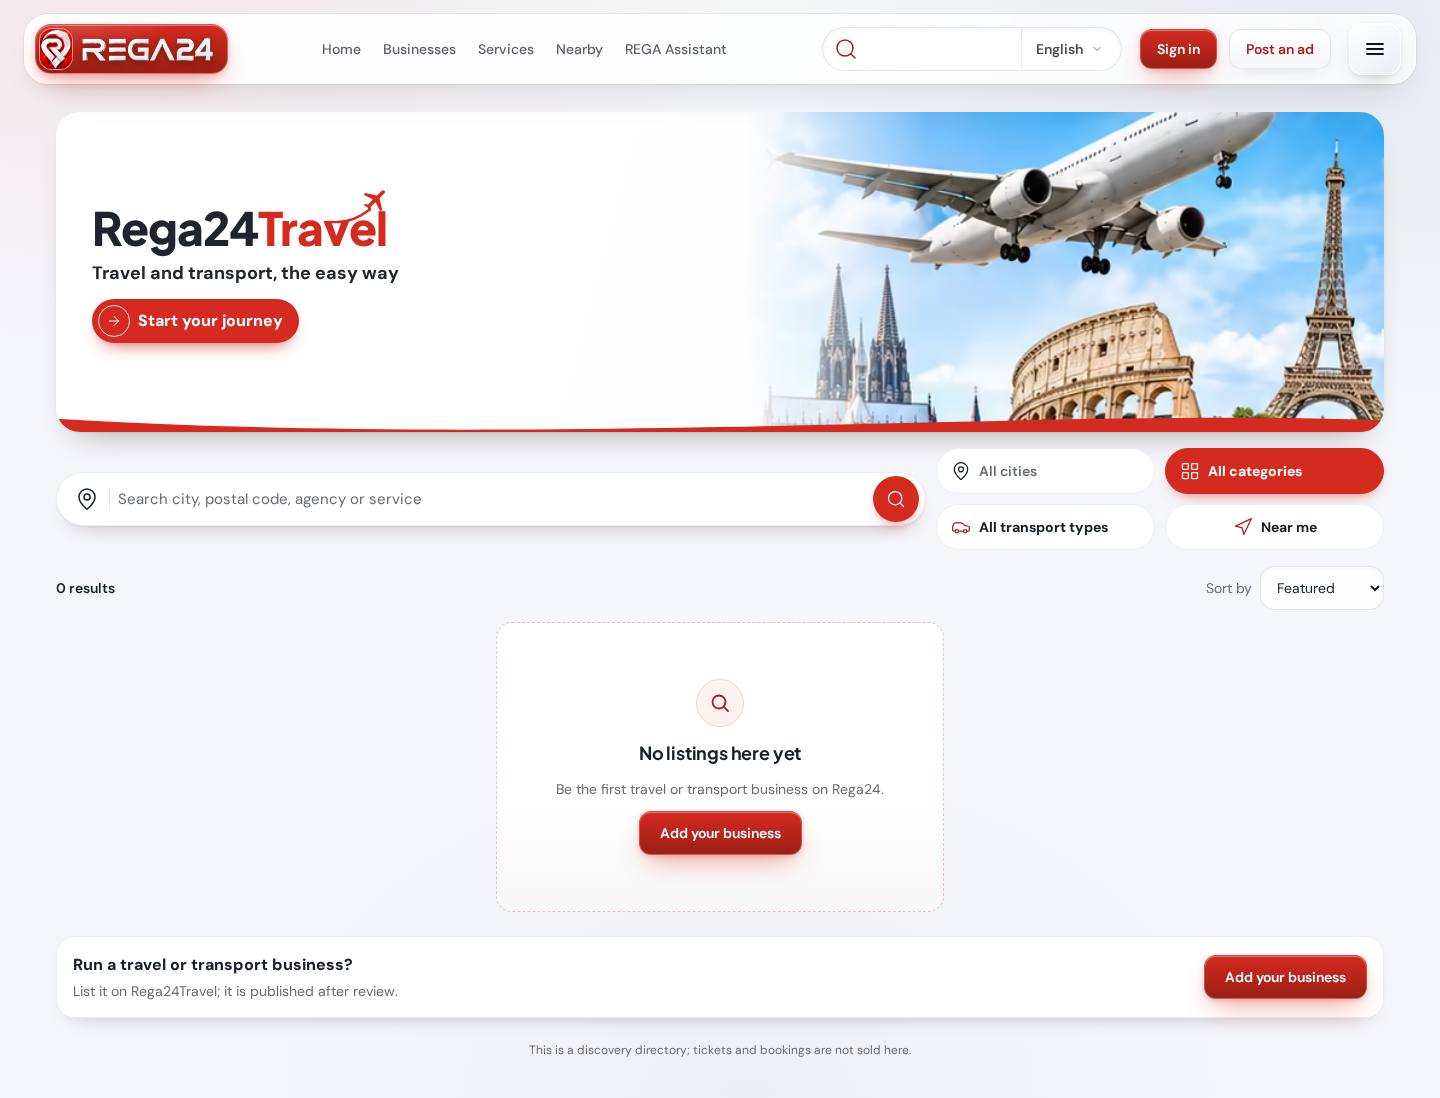 REGA24
Home
Businesses
Services
Nearby
REGA Assistant
English
Sign in
Post an ad
Rega24Travel
Travel and transport, the easy way
Start your journey
Search city, postal code, agency or service
All cities
All categories
All transport types
Near me
0 results
Sort by
Featured
No listings here yet
Be the first travel or transport business on Rega24.
Add your business
Run a travel or transport business?
List it on Rega24Travel; it is published after review.
Add your business
This is a discovery directory; tickets and bookings are not sold here.